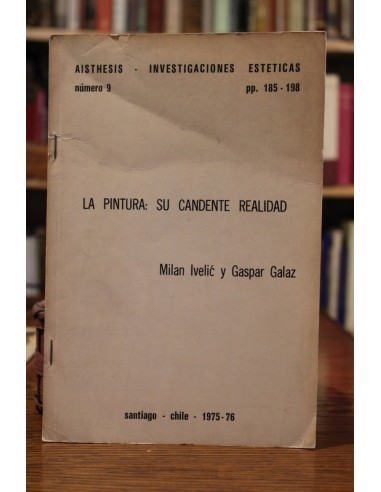 AISTHESIS - INVESTIGACIONES ESTETICAS
número 9 pp. 185-198
LA PINTURA: SU CANDENTE REALIDAD
Milan Ivelić y Gaspar Galaz
santiago - chile - 1975-76